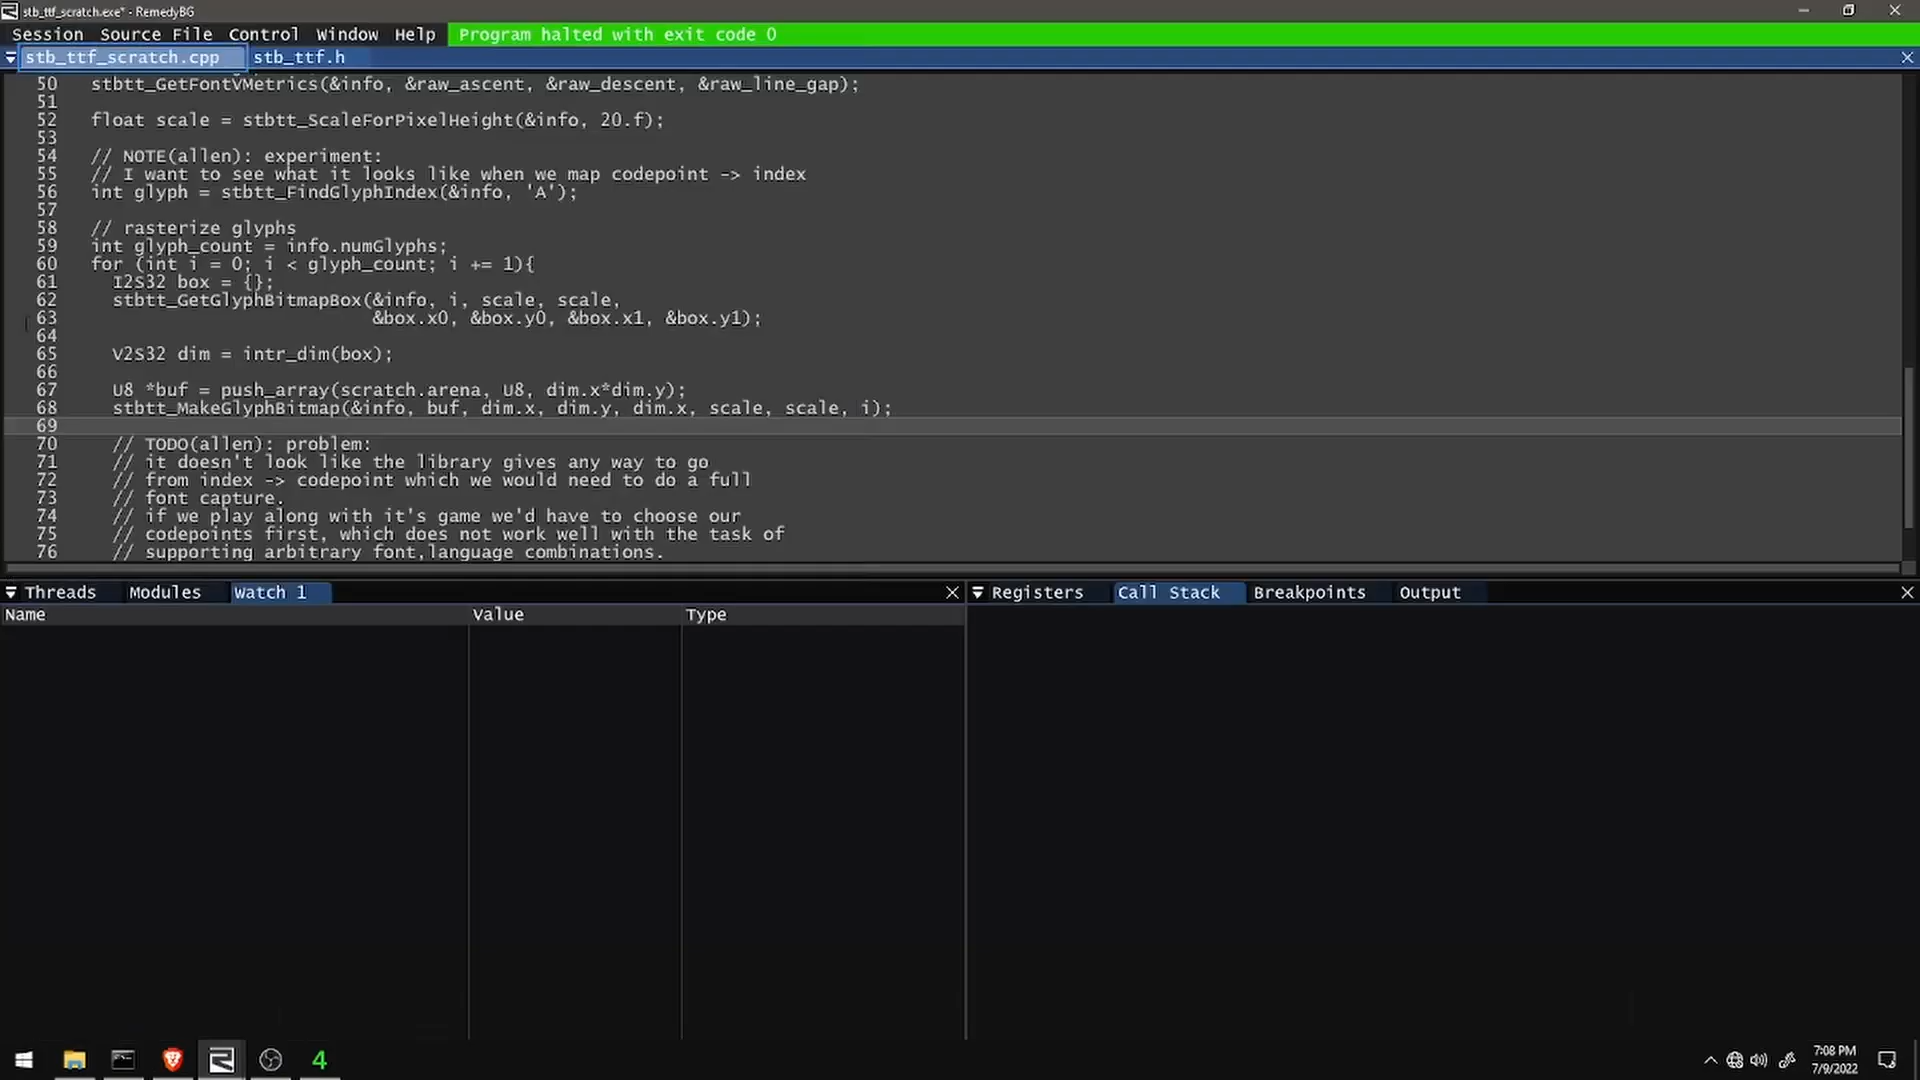 stb_ttf_scratch.exe* - RemedyBG
Session Source File Control Window Help Program halted with exit code 0
stb_ttf_scratch.cpp stb_ttf.h
50 stbtt_GetFontVMetrics(&info, &raw_ascent, &raw_descent, &raw_line_gap);
51
52 float scale = stbtt_ScaleForPixelHeight(&info, 20.f);
53
54 // NOTE(allen): experiment:
55 // I want to see what it looks like when we map codepoint -> index
56 int glyph = stbtt_FindGlyphIndex(&info, 'A');
57
58 // rasterize glyphs
59 int glyph_count = info.numGlyphs;
60 for (int i = 0; i < glyph_count; i += 1){
61 I2S32 box = {};
62 stbtt_GetGlyphBitmapBox(&info, i, scale, scale,
63 &box.x0, &box.y0, &box.x1, &box.y1);
64
65 V2S32 dim = intr_dim(box);
66
67 U8 *buf = push_array(scratch.arena, U8, dim.x*dim.y);
68 stbtt_MakeGlyphBitmap(&info, buf, dim.x, dim.y, dim.x, scale, scale, i);
69
70 // TODO(allen): problem:
71 // it doesn't look like the library gives any way to go
72 // from index -> codepoint which we would need to do a full
73 // font capture.
74 // if we play along with it's game we'd have to choose our
75 // codepoints first, which does not work well with the task of
76 // supporting arbitrary font,language combinations.
Threads Modules Watch 1
Name Value Type
Registers Call Stack Breakpoints Output
4
7:08 PM
7/9/2022